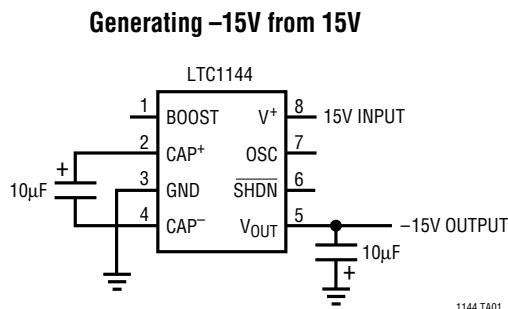 Generating –15V from 15V
LTC1144
1 BOOST V+ 8 15V INPUT
2 CAP+ OSC 7
+
10µF
3 GND SHDN 6
4 CAP– VOUT 5 –15V OUTPUT
10µF
+
1144 TA01